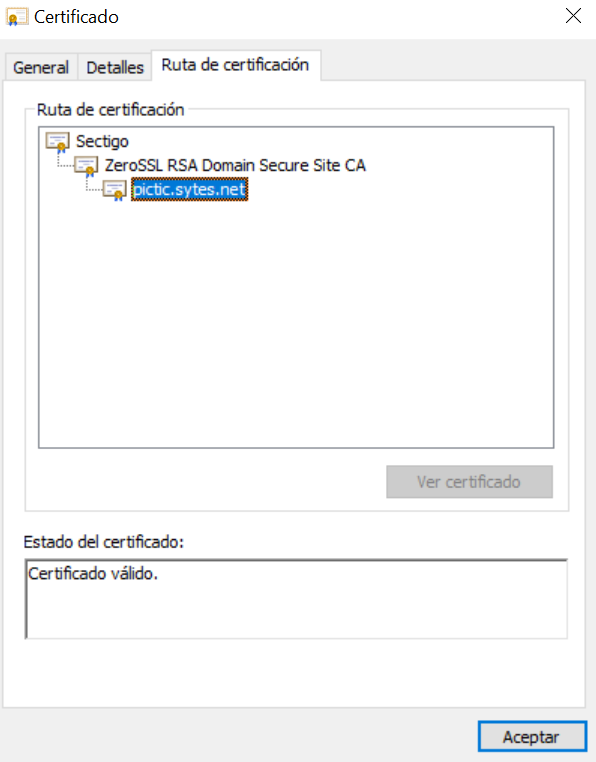 Certificado
General
Detalles
Ruta de certificación
Ruta de certificación
Sectigo
ZeroSSL RSA Domain Secure Site CA
pictic.sytes.net
Ver certificado
Estado del certificado:
Certificado válido.
Aceptar